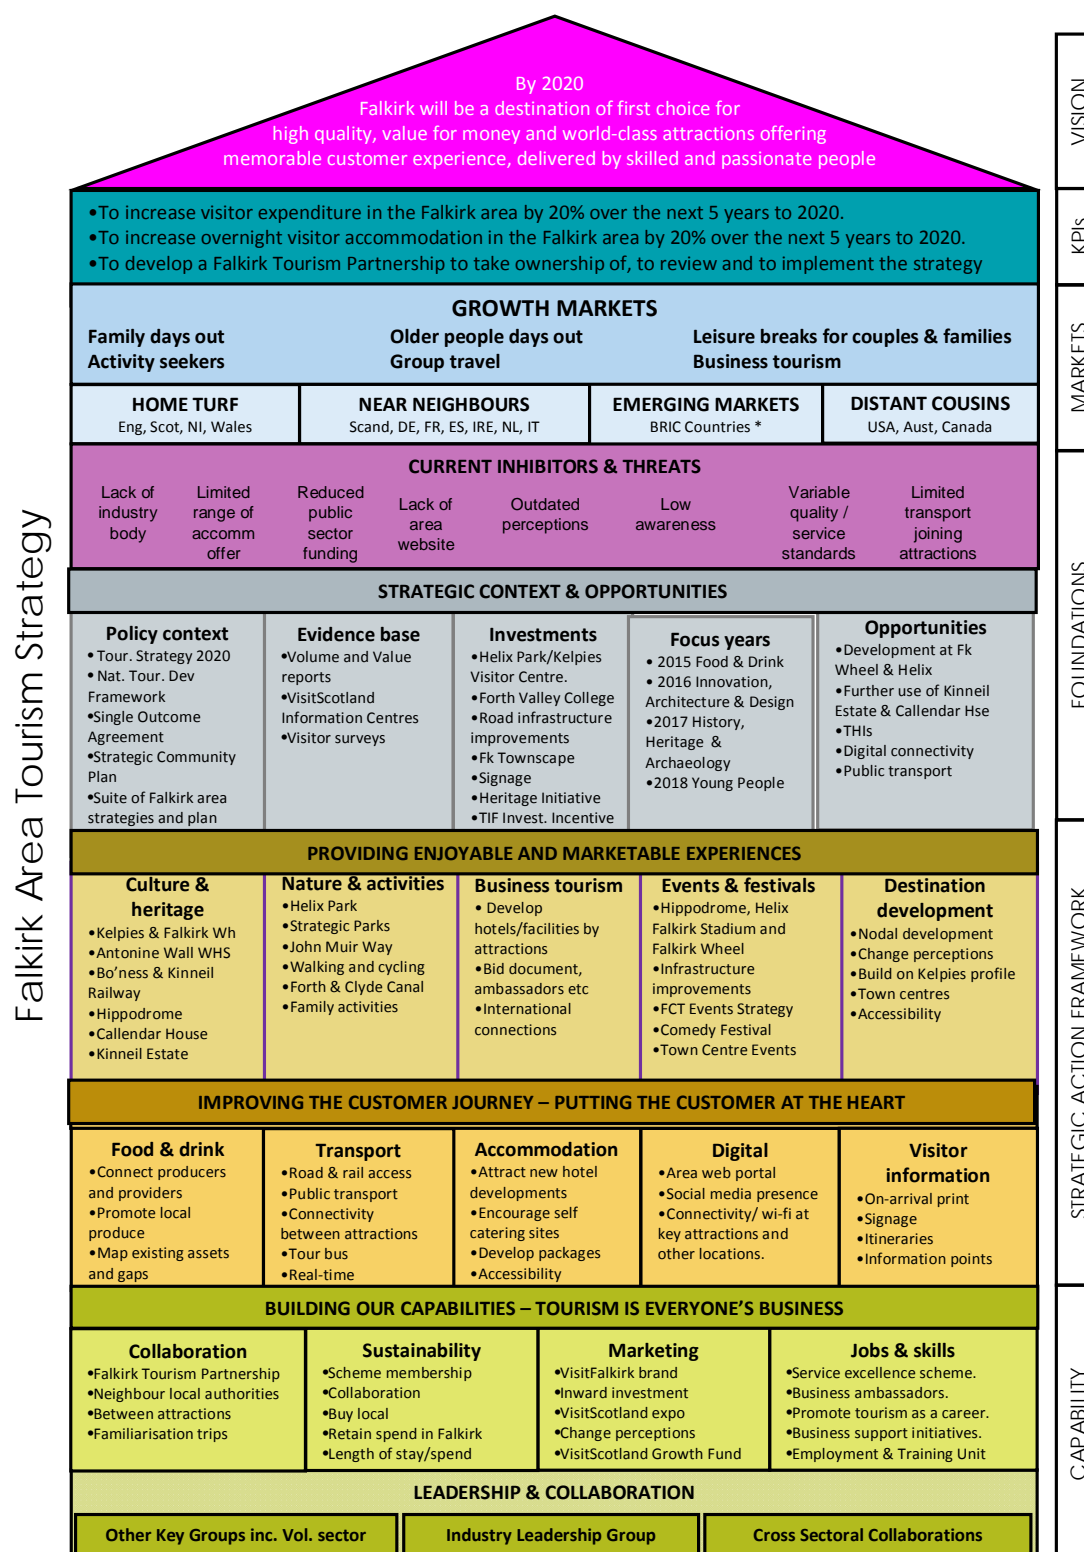 By 2020
Falkirk will be a destination of first choice for
high quality, value for money and world-class attractions offering
memorable customer experience, delivered by skilled and passionate people
VISION
•To increase visitor expenditure in the Falkirk area by 20% over the next 5 years to 2020.
•To increase overnight visitor accommodation in the Falkirk area by 20% over the next 5 years to 2020.
•To develop a Falkirk Tourism Partnership to take ownership of, to review and to implement the strategy
KPIs
GROWTH MARKETS
Family days out
Activity seekers
Older people days out
Group travel
Leisure breaks for couples & families
Business tourism
HOME TURF
Eng, Scot, NI, Wales
NEAR NEIGHBOURS
Scand, DE, FR, ES, IRE, NL, IT
EMERGING MARKETS
BRIC Countries *
DISTANT COUSINS
USA, Aust, Canada
MARKETS
CURRENT INHIBITORS & THREATS
Lack of
industry
body
Limited
range of
accomm
offer
Reduced
public
sector
funding
Lack of
area
website
Outdated
perceptions
Low
awareness
Variable
quality /
service
standards
Limited
transport
joining
attractions
Falkirk Area Tourism Strategy
STRATEGIC CONTEXT & OPPORTUNITIES
Policy context
• Tour. Strategy 2020
• Nat. Tour. Dev
Framework
•Single Outcome
Agreement
•Strategic Community
Plan
•Suite of Falkirk area
strategies and plan
Evidence base
•Volume and Value
reports
•VisitScotland
Information Centres
•Visitor surveys
Investments
•Helix Park/Kelpies
Visitor Centre.
•Forth Valley College
•Road infrastructure
improvements
•Fk Townscape
•Signage
•Heritage Initiative
•TIF Invest. Incentive
Focus years
• 2015 Food & Drink
• 2016 Innovation,
Architecture & Design
•2017 History,
Heritage &
Archaeology
•2018 Young People
Opportunities
•Development at Fk
Wheel & Helix
•Further use of Kinneil
Estate & Callendar Hse
•THIs
•Digital connectivity
•Public transport
FOUNDATIONS
PROVIDING ENJOYABLE AND MARKETABLE EXPERIENCES
Culture &
heritage
•Kelpies & Falkirk Wh
•Antonine Wall WHS
•Bo'ness & Kinneil
Railway
•Hippodrome
•Callendar House
•Kinneil Estate
Nature & activities
•Helix Park
•Strategic Parks
•John Muir Way
•Walking and cycling
•Forth & Clyde Canal
•Family activities
Business tourism
• Develop
hotels/facilities by
attractions
•Bid document,
ambassadors etc
•International
connections
Events & festivals
•Hippodrome, Helix
Falkirk Stadium and
Falkirk Wheel
•Infrastructure
improvements
•FCT Events Strategy
•Comedy Festival
•Town Centre Events
Destination
development
•Nodal development
•Change perceptions
•Build on Kelpies profile
•Town centres
•Accessibility
IMPROVING THE CUSTOMER JOURNEY – PUTTING THE CUSTOMER AT THE HEART
Food & drink
•Connect producers
and providers
•Promote local
produce
•Map existing assets
and gaps
Transport
•Road & rail access
•Public transport
•Connectivity
between attractions
•Tour bus
•Real-time
Accommodation
•Attract new hotel
developments
•Encourage self
catering sites
•Develop packages
•Accessibility
Digital
•Area web portal
•Social media presence
•Connectivity/ wi-fi at
key attractions and
other locations.
Visitor
information
•On-arrival print
•Signage
•Itineraries
•Information points
STRATEGIC ACTION FRAMEWORK
BUILDING OUR CAPABILITIES – TOURISM IS EVERYONE'S BUSINESS
Collaboration
•Falkirk Tourism Partnership
•Neighbour local authorities
•Between attractions
•Familiarisation trips
Sustainability
•Scheme membership
•Collaboration
•Buy local
•Retain spend in Falkirk
•Length of stay/spend
Marketing
•VisitFalkirk brand
•Inward investment
•VisitScotland expo
•Change perceptions
•VisitScotland Growth Fund
Jobs & skills
•Service excellence scheme.
•Business ambassadors.
•Promote tourism as a career.
•Business support initiatives.
•Employment & Training Unit
CAPABILITY
LEADERSHIP & COLLABORATION
Other Key Groups inc. Vol. sector
Industry Leadership Group
Cross Sectoral Collaborations